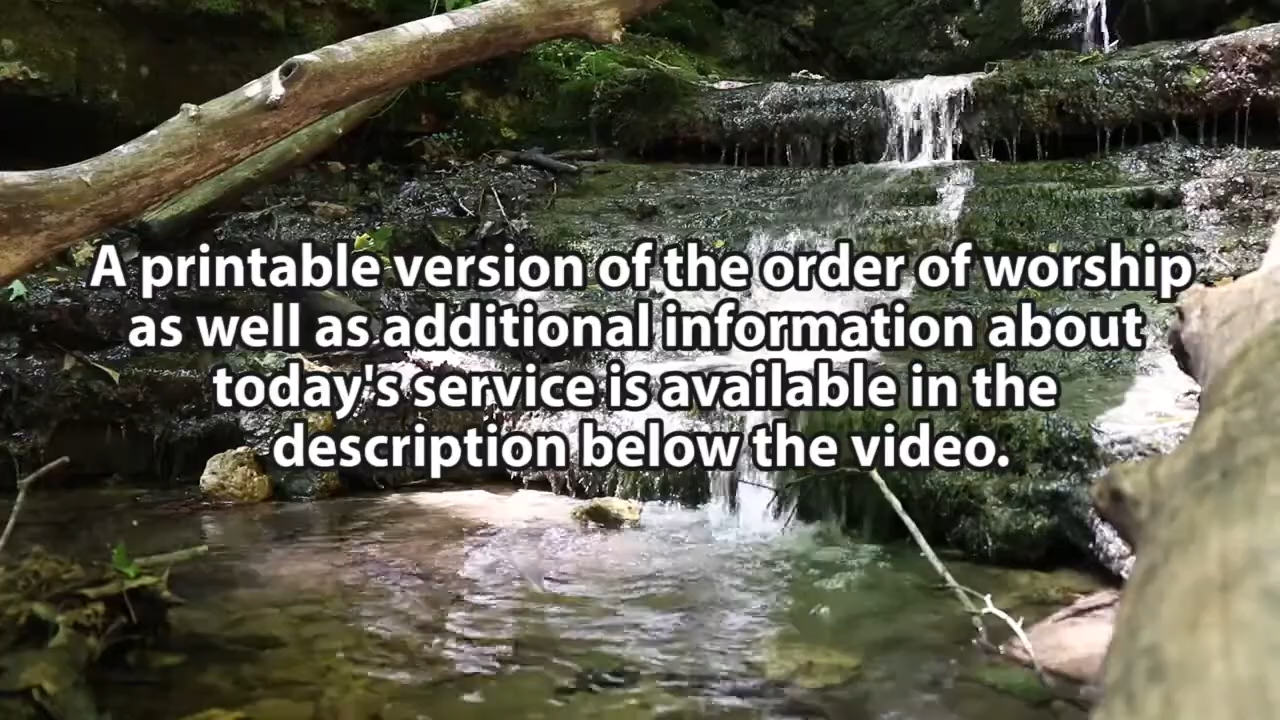 A printable version of the order of worship
as well as additional information about
today's service is available in the
description below the video.